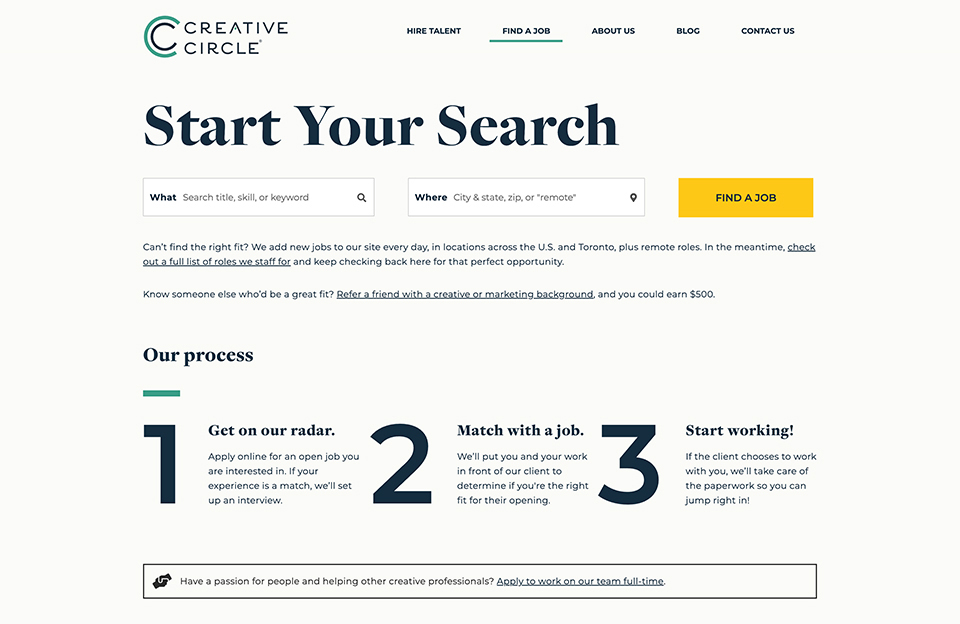 CREATIVE
CIRCLE®
HIRE TALENT
FIND A JOB
ABOUT US
BLOG
CONTACT US
Start Your Search
What Search title, skill, or keyword
Where City & state, zip, or "remote"
FIND A JOB
Can’t find the right fit? We add new jobs to our site every day, in locations across the U.S. and Toronto, plus remote roles. In the meantime, check
out a full list of roles we staff for and keep checking back here for that perfect opportunity.
Know someone else who’d be a great fit? Refer a friend with a creative or marketing background, and you could earn $500.
Our process
1
Get on our radar.
Apply online for an open job you
are interested in. If your
experience is a match, we’ll set
up an interview.
2
Match with a job.
We’ll put you and your work
in front of our client to
determine if you're the right
fit for their opening.
3
Start working!
If the client chooses to work
with you, we’ll take care of
the paperwork so you can
jump right in!
Have a passion for people and helping other creative professionals? Apply to work on our team full-time.